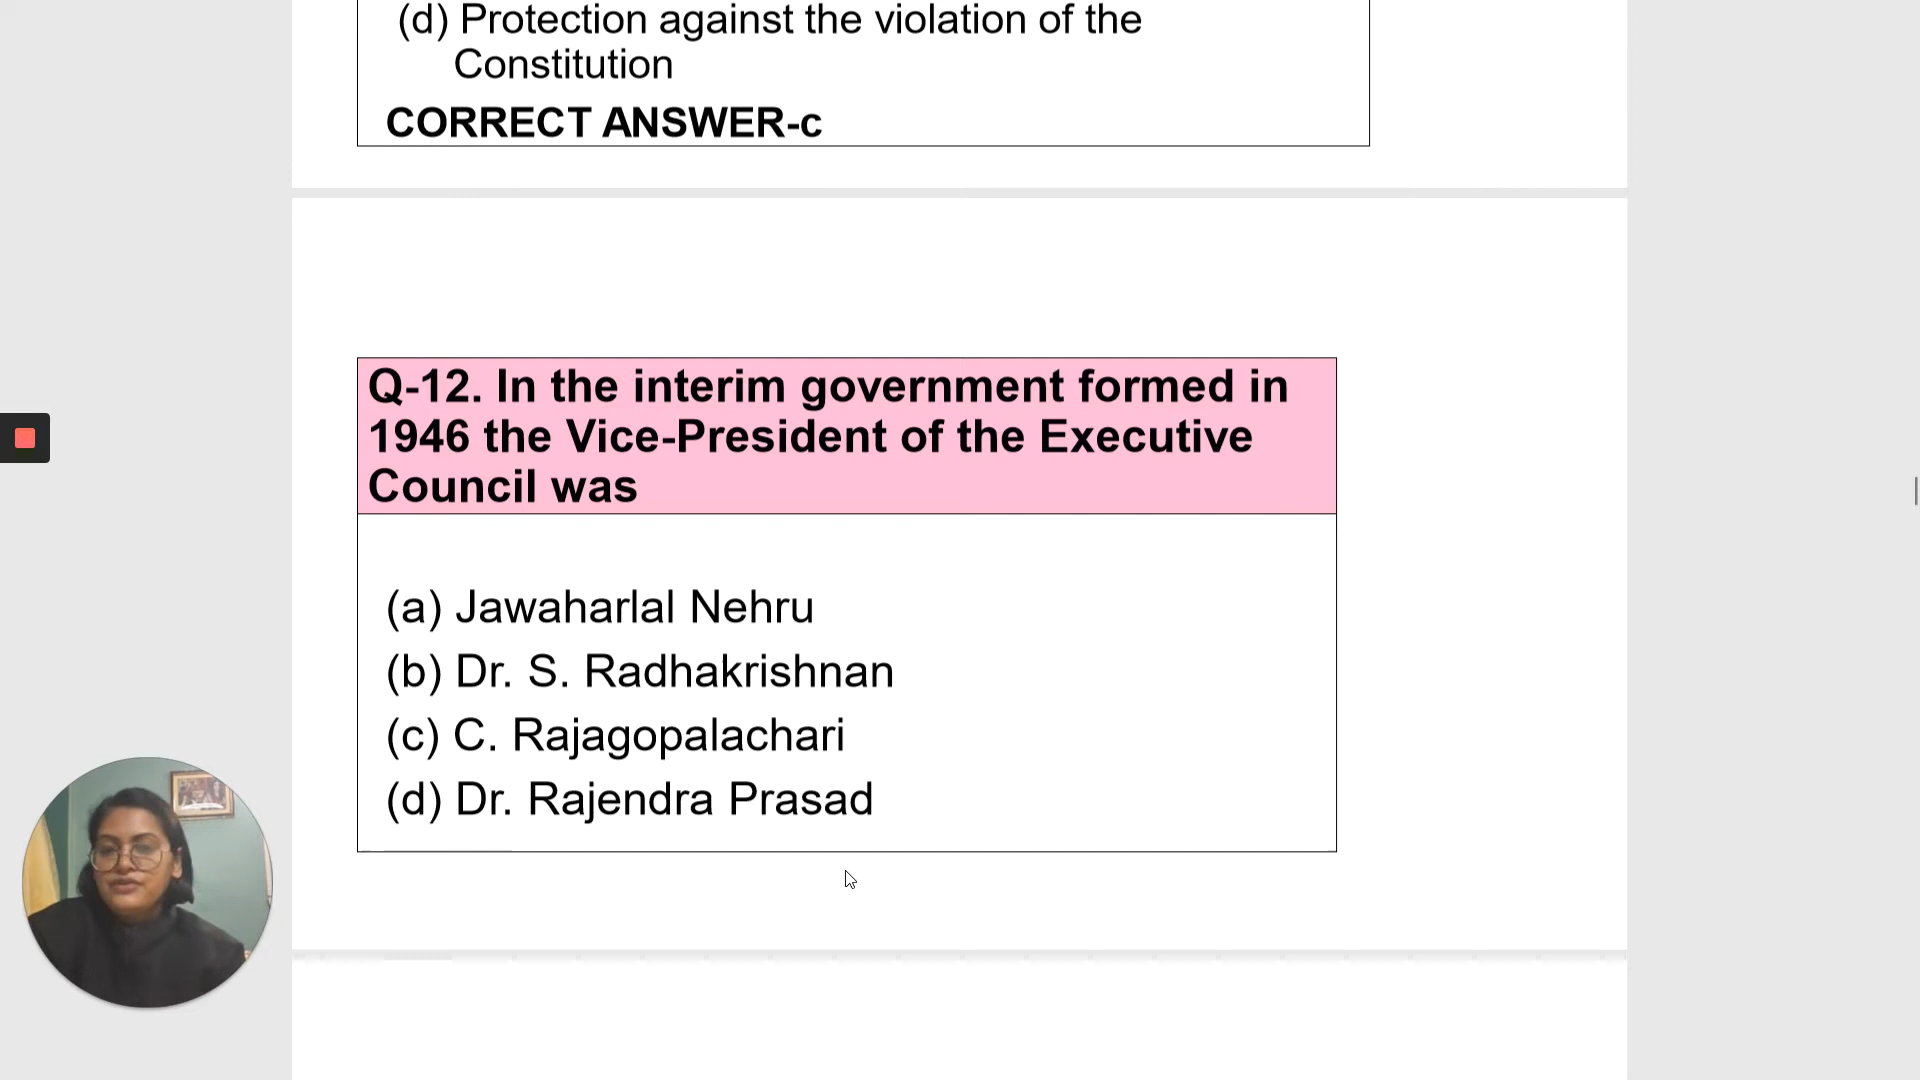 (d) Protection against the violation of the
Constitution
CORRECT ANSWER-c
Q-12. In the interim government formed in
1946 the Vice-President of the Executive
Council was
(a) Jawaharlal Nehru
(b) Dr. S. Radhakrishnan
(c) C. Rajagopalachari
(d) Dr. Rajendra Prasad